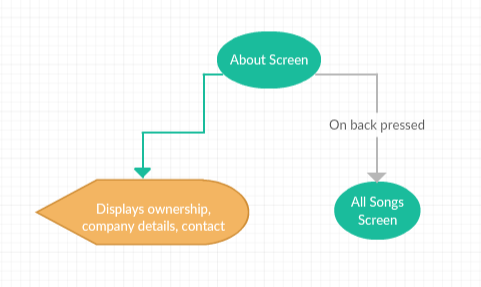 About Screen
On back pressed
Displays ownership,
company details, contact
All Songs
Screen